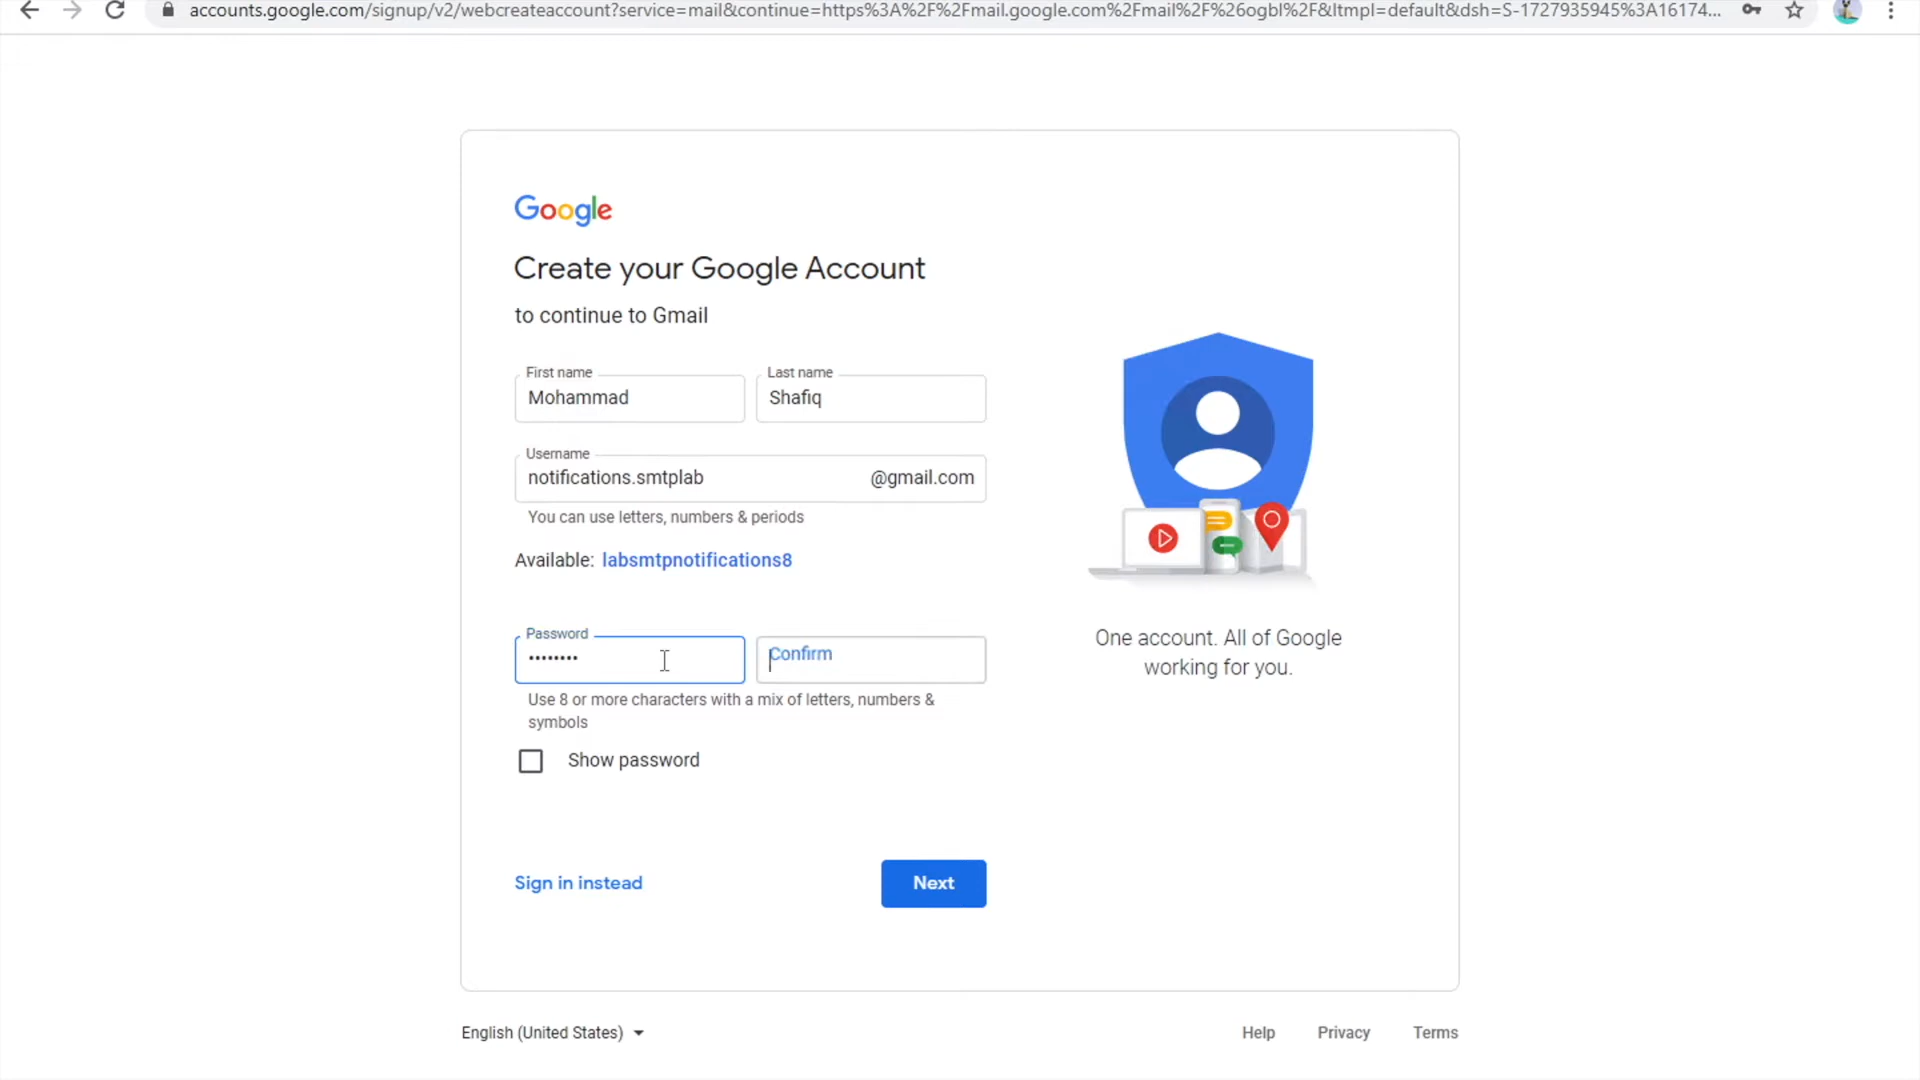 accounts.google.com/signup/v2/webcreateaccount?service=mail&continue=https%3A%2F%2Fmail.google.com%2Fmail%2F%26ogbl%2F&ltmpl=default&dsh=S-1727935945%3A16174...
Google
Create your Google Account
to continue to Gmail
First name Last name
Mohammad Shafiq
Username
notifications.smtplab @gmail.com
You can use letters, numbers & periods
Available: labsmtpnotifications8
Password
•••••••• Confirm
Use 8 or more characters with a mix of letters, numbers &
symbols
Show password
One account. All of Google
working for you.
Sign in instead Next
English (United States) Help Privacy Terms